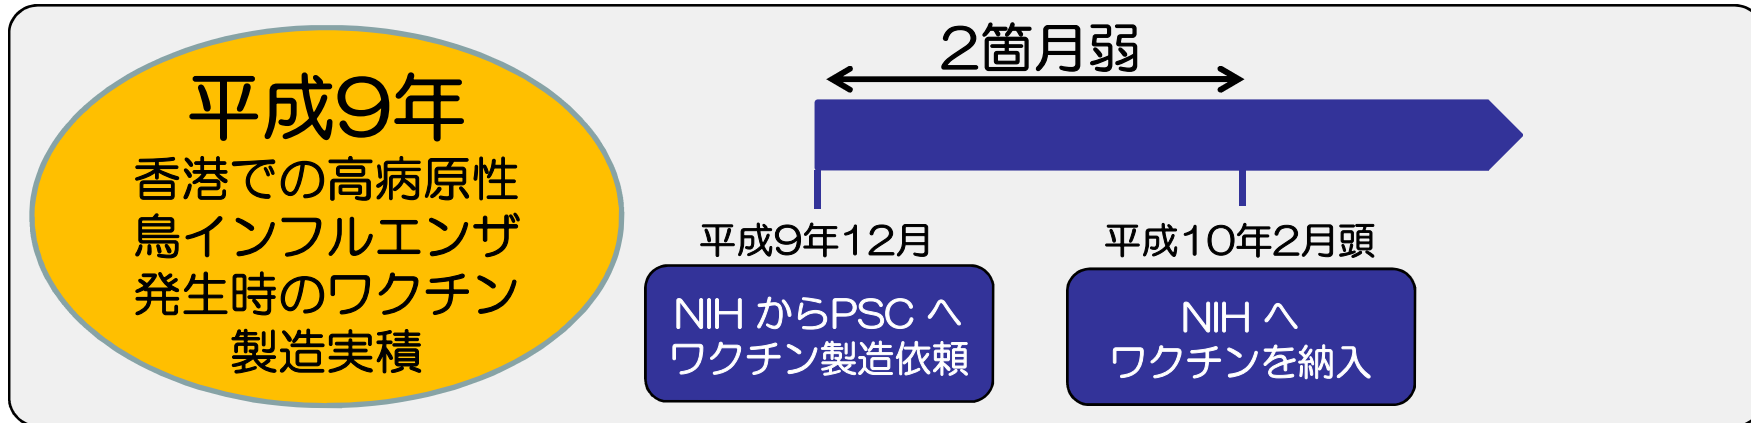 平成9年
香港での高病原性
鳥インフルエンザ
発生時のワクチン
製造実積
2箇月弱
平成9年12月
NIH からPSC へ
ワクチン製造依頼
平成10年2月頭
NIH へ
ワクチンを納入